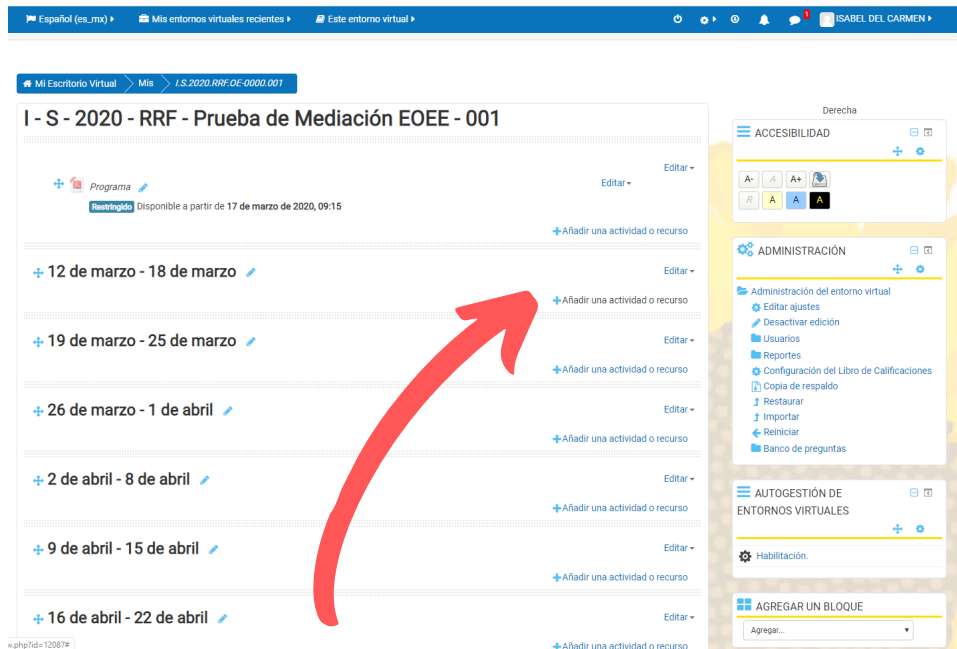 Español (es_mx) Mis entornos virtuales recientes Este entorno virtual 1 ISABEL DEL CARMEN
Mi Escritorio Virtual Mis I.S.2020.RRF.OE-0000.001
I - S - 2020 - RRF - Prueba de Mediación EOEE - 001
Editar
Programa Editar
Restringido Disponible a partir de 17 de marzo de 2020, 09:15
+Añadir una actividad o recurso
12 de marzo - 18 de marzo Editar
+Añadir una actividad o recurso
19 de marzo - 25 de marzo Editar
+Añadir una actividad o recurso
26 de marzo - 1 de abril Editar
+Añadir una actividad o recurso
2 de abril - 8 de abril Editar
+Añadir una actividad o recurso
9 de abril - 15 de abril Editar
+Añadir una actividad o recurso
16 de abril - 22 de abril Editar
+Añadir una actividad o recurso
w.php?id=12087#
Derecha
ACCESIBILIDAD
A- A A+
R A A A
ADMINISTRACIÓN
Administración del entorno virtual
Editar ajustes
Desactivar edición
Usuarios
Reportes
Configuración del Libro de Calificaciones
Copia de respaldo
Restaurar
Importar
Reiniciar
Banco de preguntas
AUTOGESTIÓN DE
ENTORNOS VIRTUALES
Habilitación.
AGREGAR UN BLOQUE
Agregar...